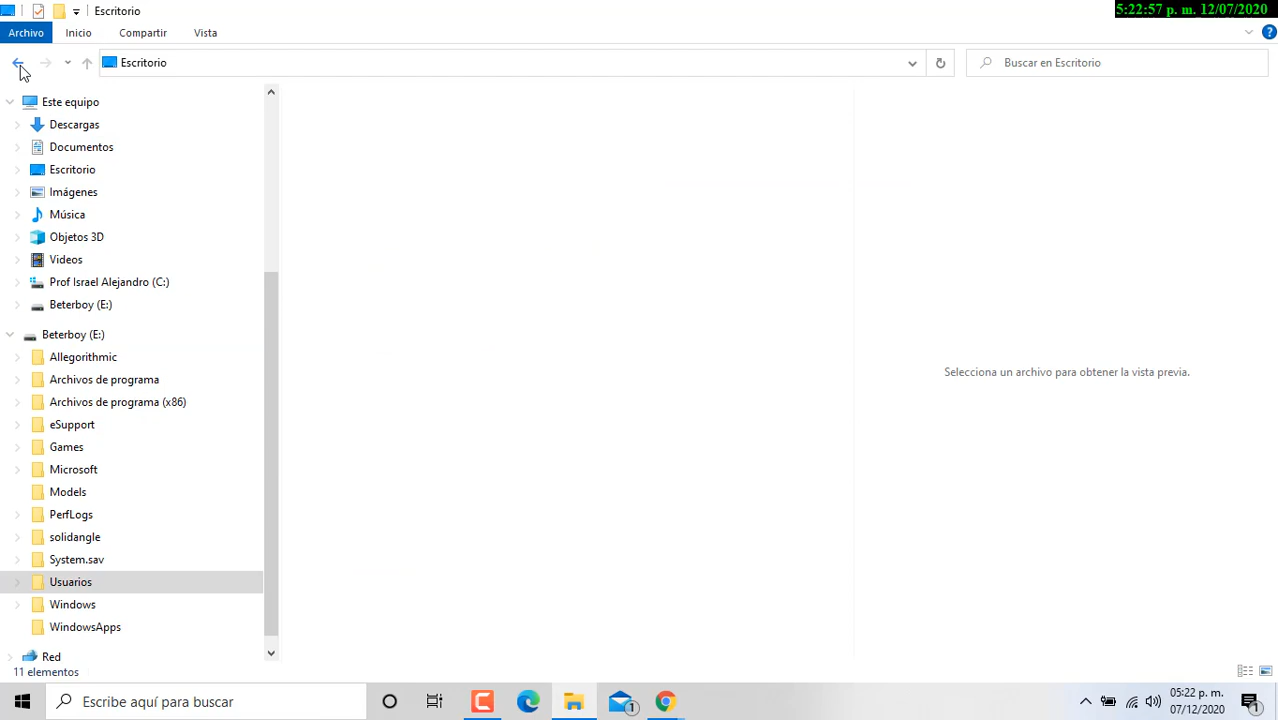 Escritorio
5:22:57 p. m. 12/07/2020
Archivo Inicio Compartir Vista
Escritorio
Buscar en Escritorio
Este equipo
Descargas
Documentos
Escritorio
Imágenes
Música
Objetos 3D
Videos
Prof Israel Alejandro (C:)
Beterboy (E:)
Beterboy (E:)
Allegorithmic
Archivos de programa
Archivos de programa (x86)
eSupport
Games
Microsoft
Models
PerfLogs
solidangle
System.sav
Usuarios
Windows
WindowsApps
Red
Selecciona un archivo para obtener la vista previa.
11 elementos
Escribe aquí para buscar
1
05:22 p. m.
07/12/2020
1